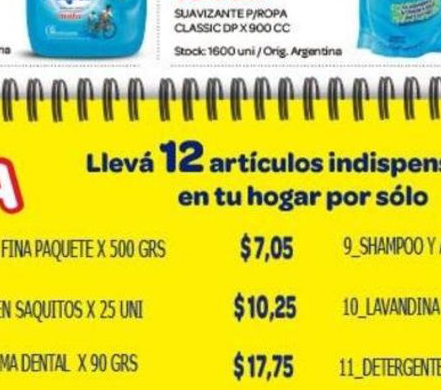 SUAVIZANTE P/ROPA
CLASSIC DP X 900 CC
Stock: 1600 uni / Orig. Argentina
Llevá 12 artículos indispens
en tu hogar por sólo
FINA PAQUETE X 500 GRS $7,05 9_SHAMPOO Y
EN SAQUITOS X 25 UNI $10,25 10_LAVANDINA
MA DENTAL X 90 GRS $17,75 11_DETERGENTE